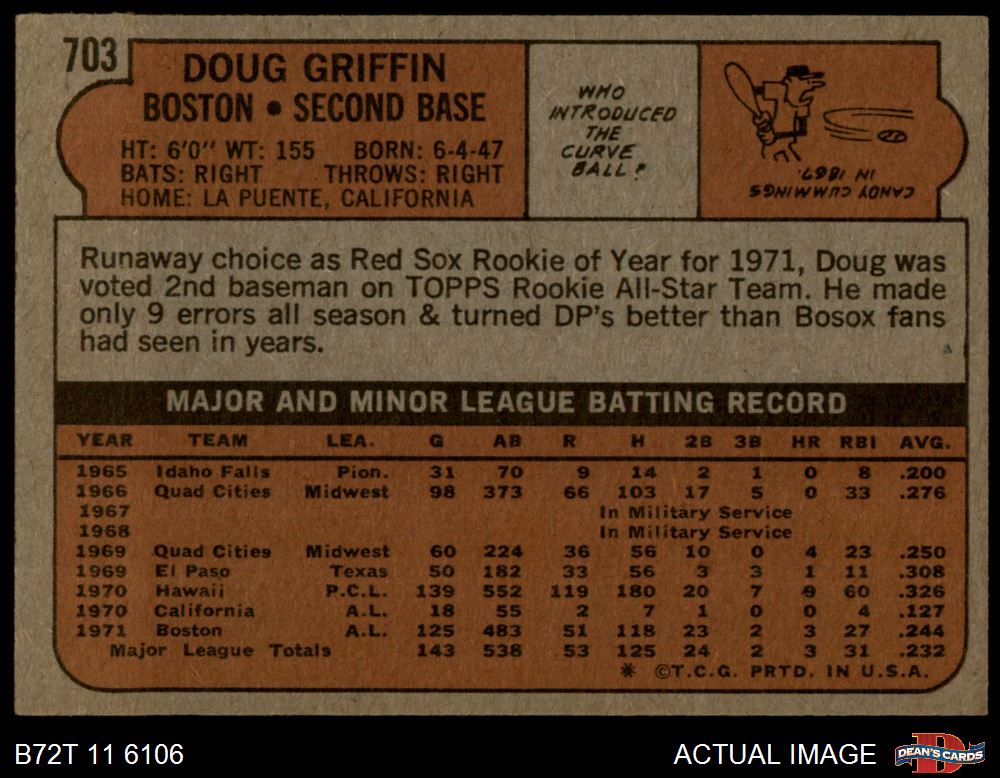 703
DOUG GRIFFIN
BOSTON • SECOND BASE
HT: 6'0" WT: 155 BORN: 6-4-47
BATS: RIGHT THROWS: RIGHT
HOME: LA PUENTE, CALIFORNIA
WHO
INTRODUCED
THE
CURVE
BALL?
CANDY CUMMINGS
IN 1867.
Runaway choice as Red Sox Rookie of Year for 1971, Doug was
voted 2nd baseman on TOPPS Rookie All-Star Team. He made
only 9 errors all season & turned DP's better than Bosox fans
had seen in years.
MAJOR AND MINOR LEAGUE BATTING RECORD
YEAR TEAM LEA. G AB R H 2B 3B HR RBI AVG.
1965 Idaho Falls Pion. 31 70 9 14 2 1 0 8 .200
1966 Quad Cities Midwest 98 373 66 103 17 5 0 33 .276
1967 In Military Service
1968 In Military Service
1969 Quad Cities Midwest 60 224 36 56 10 0 4 23 .250
1969 El Paso Texas 50 182 33 56 3 3 1 11 .308
1970 Hawaii P.C.L. 139 552 119 180 20 7 9 60 .326
1970 California A.L. 18 55 2 7 1 0 0 4 .127
1971 Boston A.L. 125 483 51 118 23 2 3 27 .244
Major League Totals 143 538 53 125 24 2 3 31 .232
* ©T.C.G. PRTD. IN U.S.A.
B72T 11 6106
ACTUAL IMAGE
DEAN'S CARDS